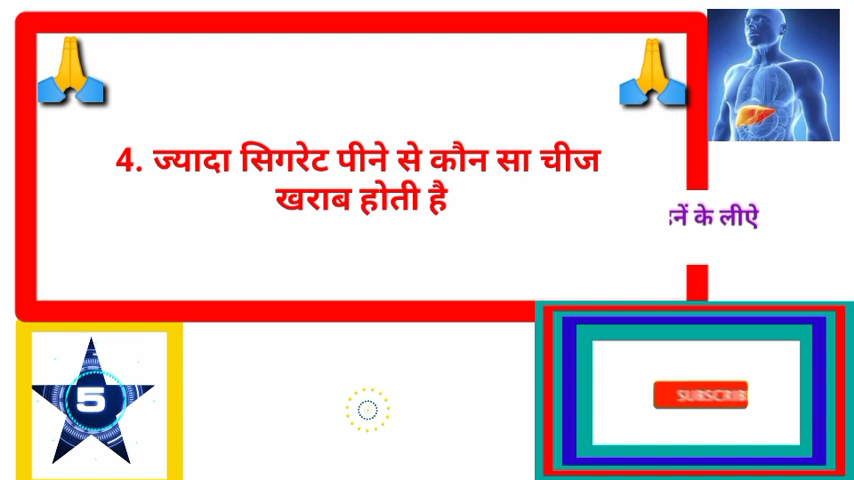 4. ज्यादा सिगरेट पीने से कौन सा चीज
खराब होती है
के लीऐ
5